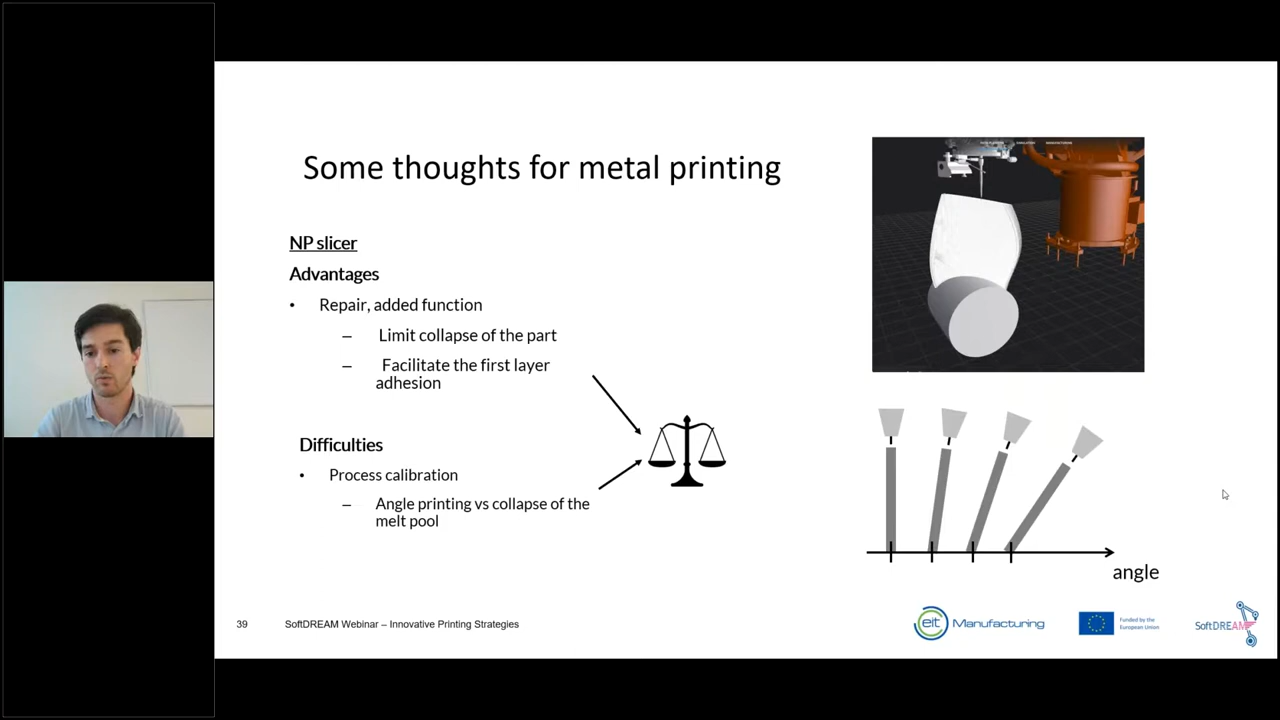 Some thoughts for metal printing
NP slicer
Advantages
• Repair, added function
– Limit collapse of the part
– Facilitate the first layer
adhesion
Difficulties
• Process calibration
– Angle printing vs collapse of the
melt pool
angle
39
SoftDREAM Webinar – Innovative Printing Strategies
eit Manufacturing
Funded by the
European Union
SoftDREAM